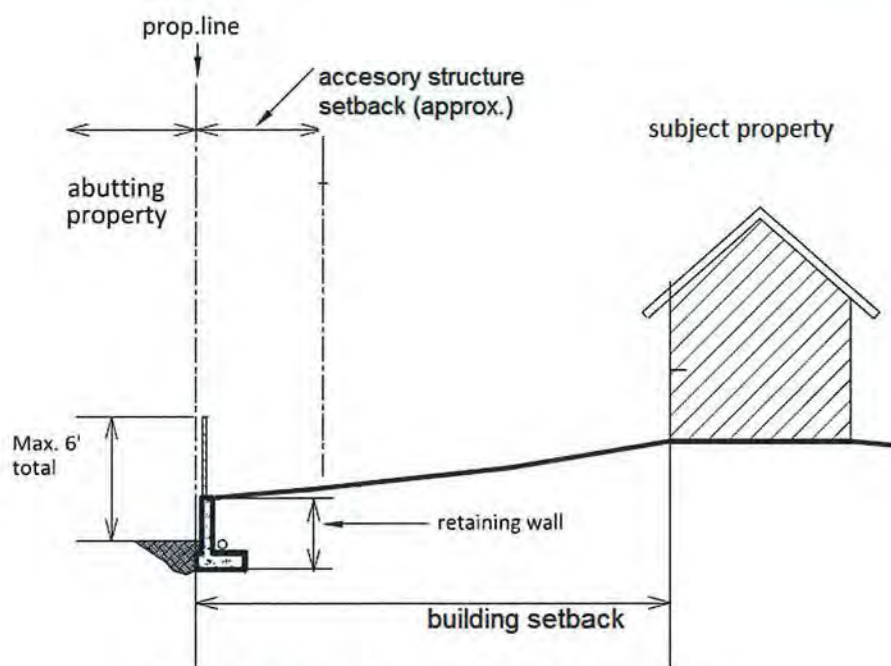 prop.line
accesory structure
setback (approx.)
subject property
abutting
property
Max. 6'
total
retaining wall
building setback